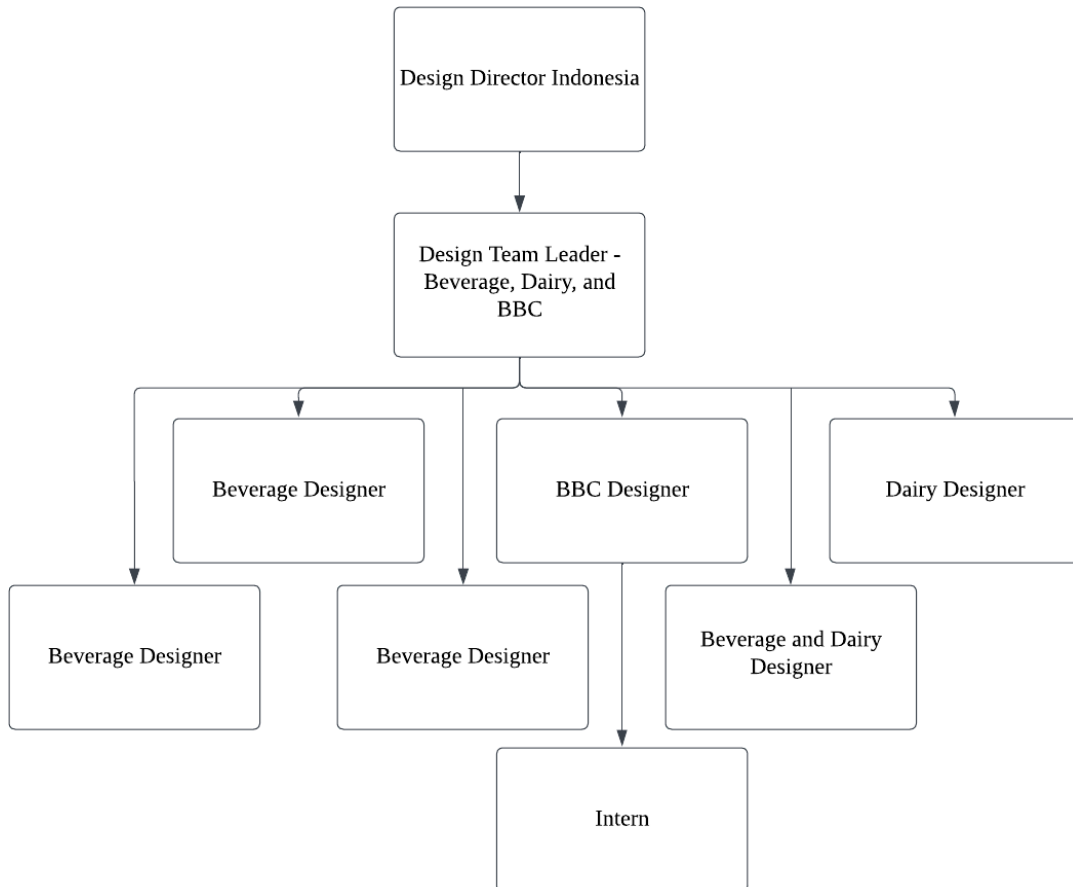 Design Director Indonesia
Design Team Leader -
Beverage, Dairy, and
BBC
Beverage Designer
BBC Designer
Dairy Designer
Beverage Designer
Beverage Designer
Beverage and Dairy
Designer
Intern